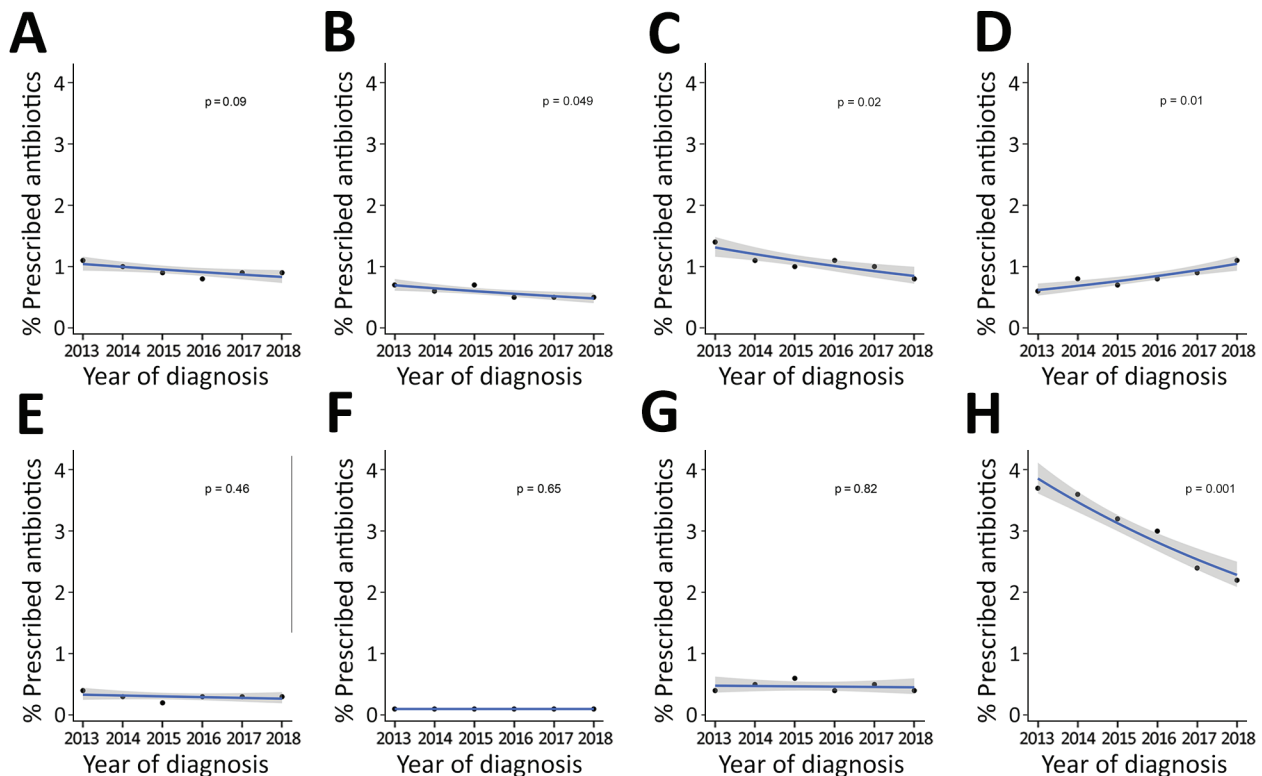 A
B
C
D
% Prescribed antibiotics
4
3
2
1
0
p = 0.09
2013 2014 2015 2016 2017 2018
Year of diagnosis
% Prescribed antibiotics
4
3
2
1
0
p = 0.049
2013 2014 2015 2016 2017 2018
Year of diagnosis
% Prescribed antibiotics
4
3
2
1
0
p = 0.02
2013 2014 2015 2016 2017 2018
Year of diagnosis
% Prescribed antibiotics
4
3
2
1
0
p = 0.01
2013 2014 2015 2016 2017 2018
Year of diagnosis
E
F
G
H
% Prescribed antibiotics
4
3
2
1
0
p = 0.46
2013 2014 2015 2016 2017 2018
Year of diagnosis
% Prescribed antibiotics
4
3
2
1
0
p = 0.65
2013 2014 2015 2016 2017 2018
Year of diagnosis
% Prescribed antibiotics
4
3
2
1
0
p = 0.82
2013 2014 2015 2016 2017 2018
Year of diagnosis
% Prescribed antibiotics
4
3
2
1
0
p = 0.001
2013 2014 2015 2016 2017 2018
Year of diagnosis